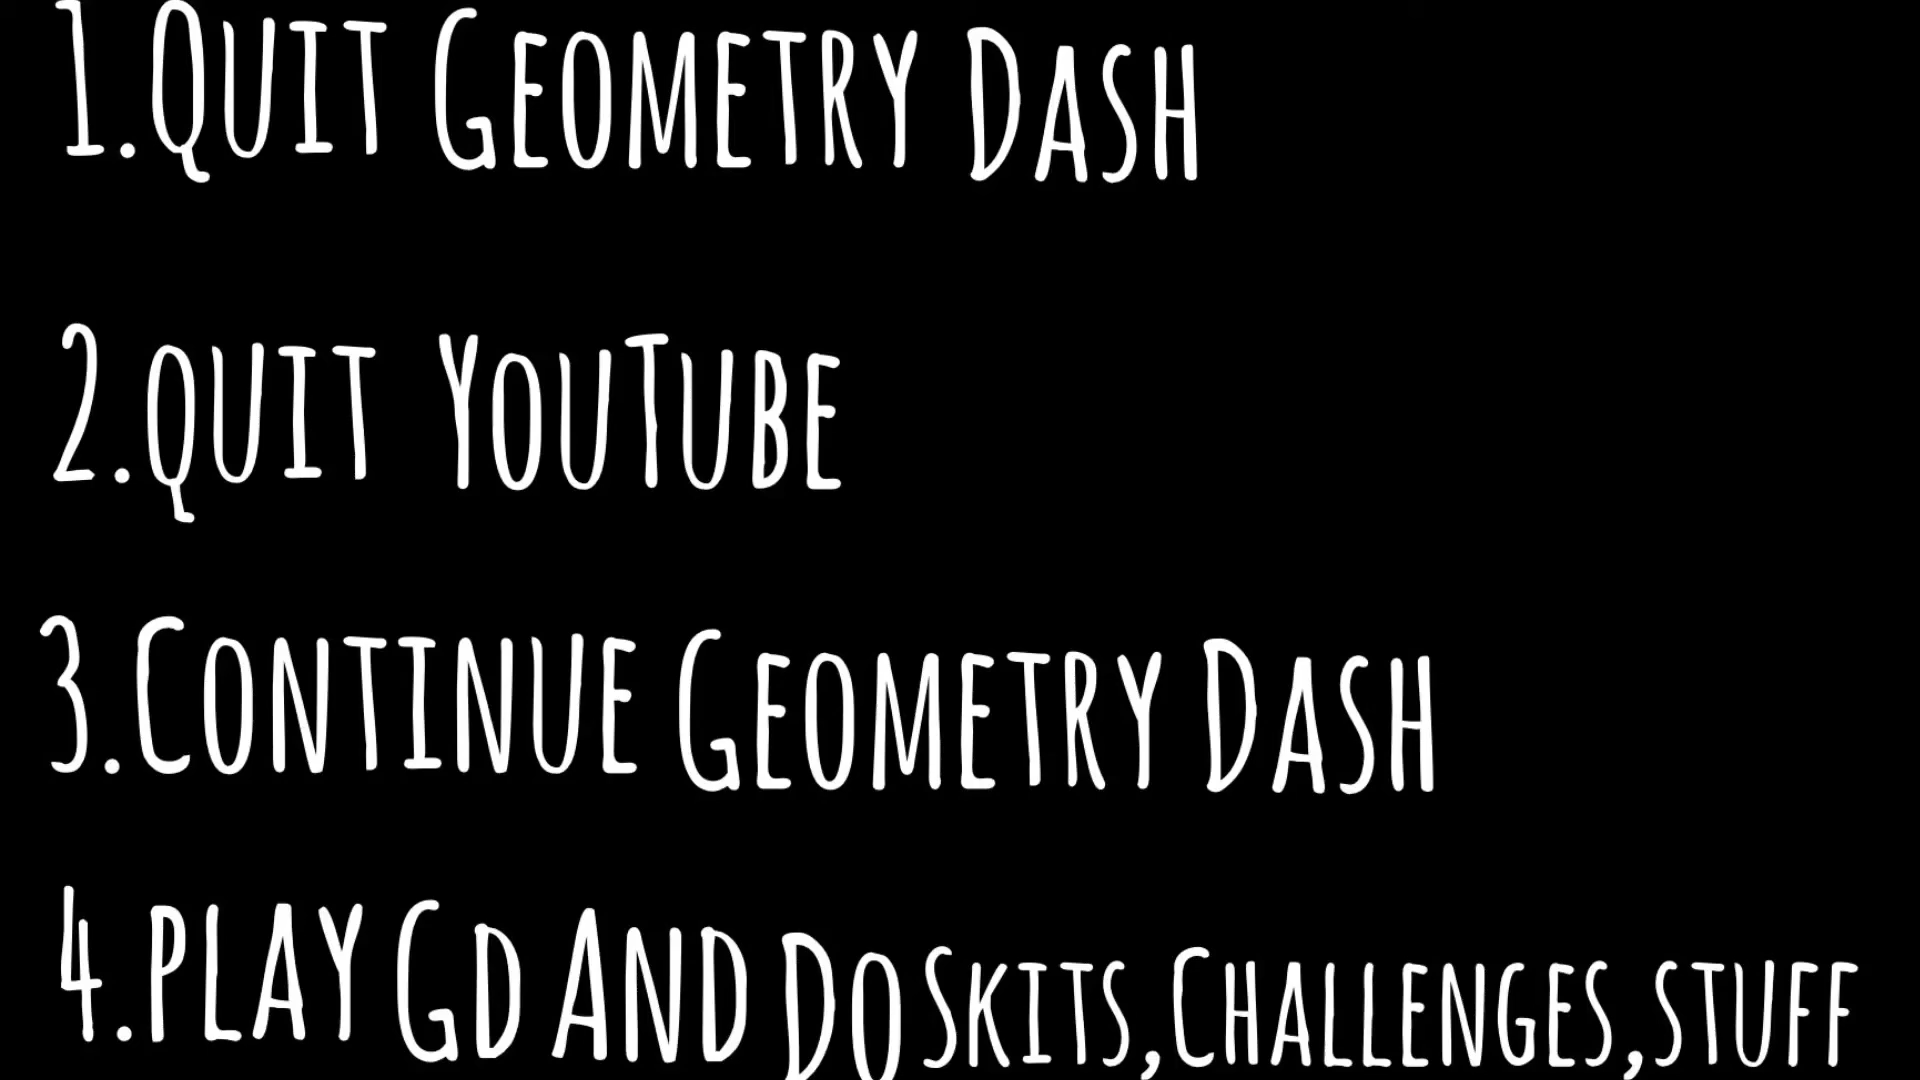 1.Quit Geometry Dash
2.quit YouTube
3.Continue Geometry Dash
4.play Gd And Do Skits,Challenges,stuff